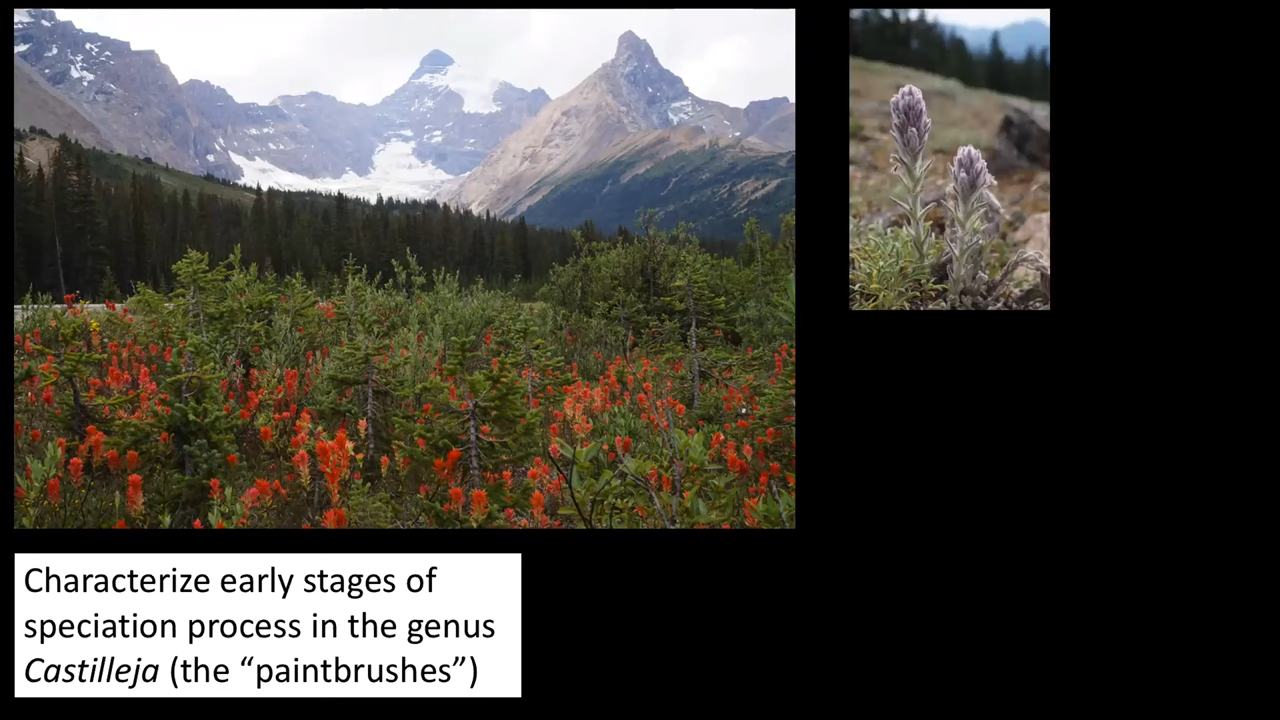 Characterize early stages of
speciation process in the genus
Castilleja (the “paintbrushes”)